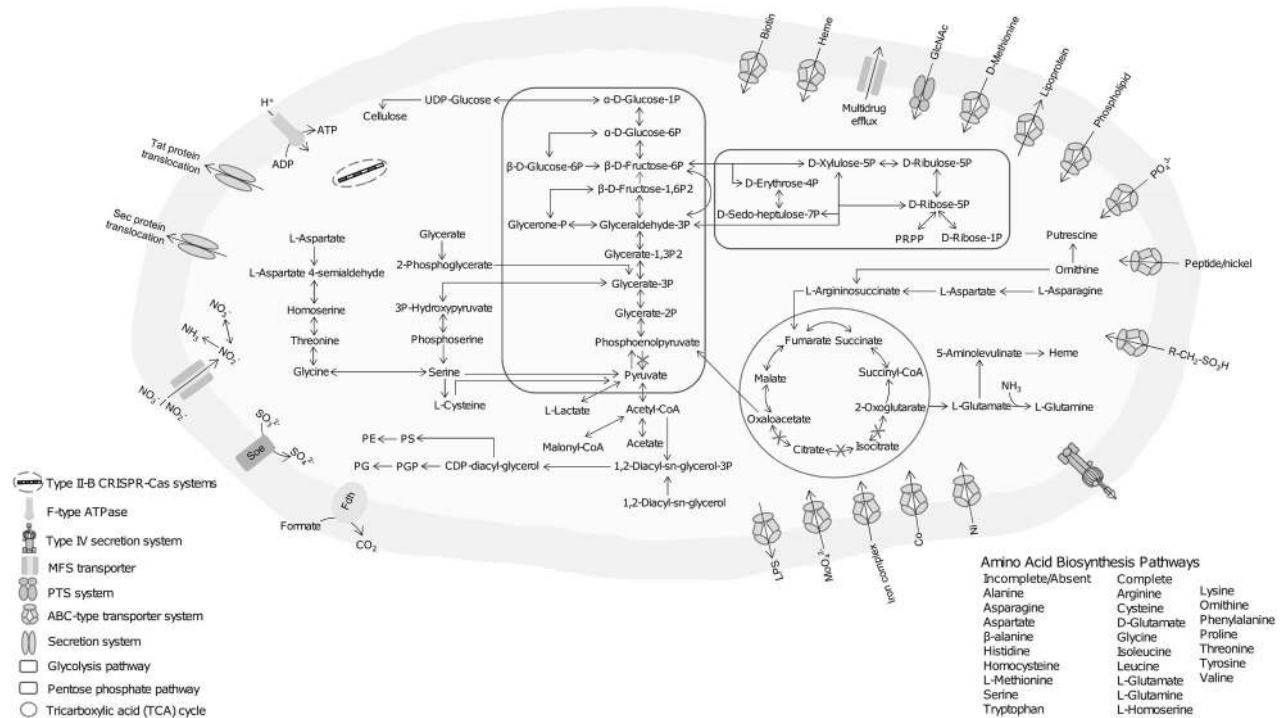 Biotin
Heme
Multidrug
efflux
GlcNAc
D-Methionine
Lipoprotein
Phospholipid
PO₄³⁻
Peptide/nickel
R-CH₂-SO₃H
H⁺
ATP
ADP
Tat protein
translocation
Sec protein
translocation
Cellulose
UDP-Glucose
α-D-Glucose-1P
α-D-Glucose-6P
β-D-Glucose-6P
β-D-Fructose-6P
β-D-Fructose-1,6P2
Glycerone-P
Glyceraldehyde-3P
Glycerate-1,3P2
Glycerate-3P
Glycerate-2P
Phosphoenolpyruvate
Pyruvate
D-Xylulose-5P
D-Ribulose-5P
D-Erythrose-4P
D-Sedo-heptulose-7P
D-Ribose-5P
PRPP
D-Ribose-1P
Putrescine
Ornithine
L-Argininosuccinate
L-Aspartate
L-Asparagine
L-Aspartate
L-Aspartate 4-semialdehyde
Homoserine
Threonine
Glycine
Glycerate
2-Phosphoglycerate
3P-Hydroxypyruvate
Phosphoserine
Serine
L-Cysteine
L-Lactate
Acetyl-CoA
Malonyl-CoA
Acetate
PE
PS
PG
PGP
CDP-diacyl-glycerol
1,2-Diacyl-sn-glycerol-3P
1,2-Diacyl-sn-glycerol
Fumarate
Succinate
Malate
Succinyl-CoA
Oxaloacetate
2-Oxoglutarate
Citrate
Isocitrate
5-Aminolevulinate
Heme
NH₃
L-Glutamate
L-Glutamine
NO₃⁻
NH₃
NO₂⁻
NO₃⁻/ NO₂⁻
SO₃²⁻
Soe
SO₄²⁻
Formate
Fdh
CO₂
LPS
MoO₄²⁻
Iron complex
Co
Ni
Type II-B CRISPR-Cas systems
F-type ATPase
Type IV secretion system
MFS transporter
PTS system
ABC-type transporter system
Secretion system
Glycolysis pathway
Pentose phosphate pathway
Tricarboxylic acid (TCA) cycle
Amino Acid Biosynthesis Pathways
Incomplete/Absent
Alanine
Asparagine
Aspartate
β-alanine
Histidine
Homocysteine
L-Methionine
Serine
Tryptophan
Complete
Arginine
Cysteine
D-Glutamate
Glycine
Isoleucine
Leucine
L-Glutamate
L-Glutamine
L-Homoserine
Lysine
Ornithine
Phenylalanine
Proline
Threonine
Tyrosine
Valine